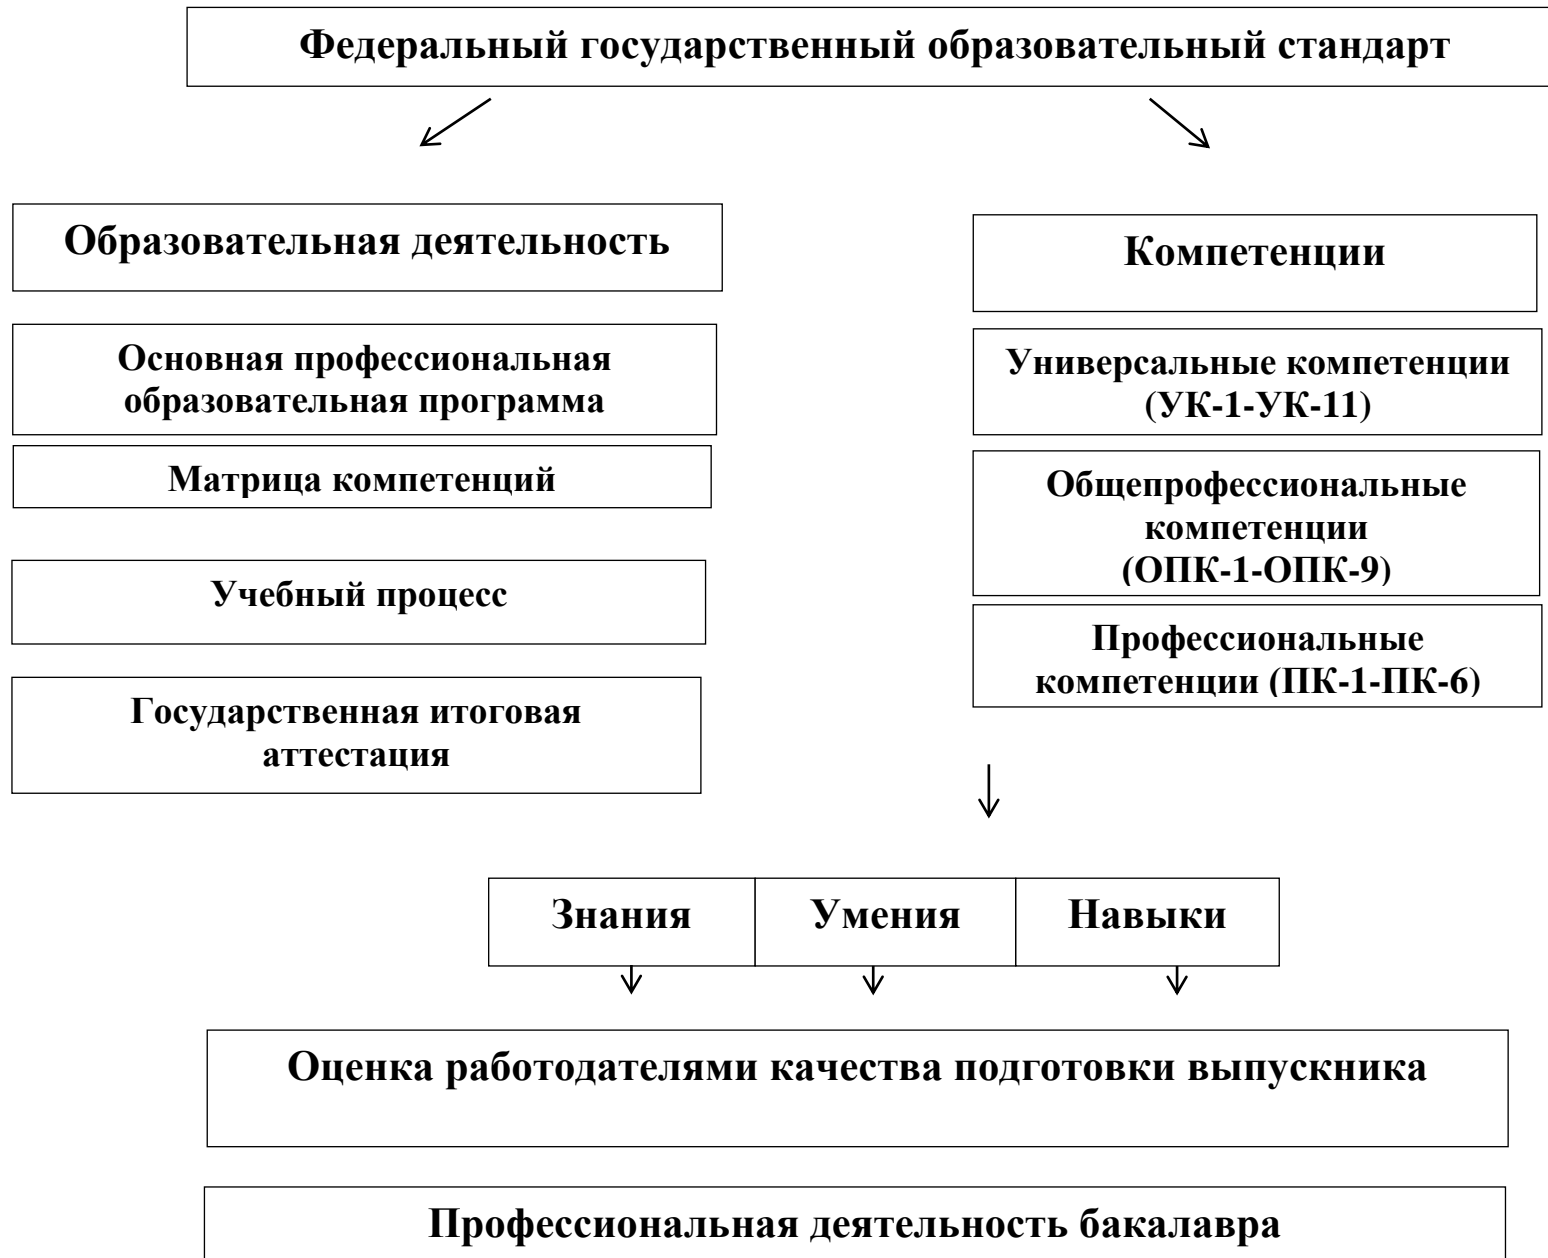 Федеральный государственный образовательный стандарт
Образовательная деятельность
Основная профессиональная
образовательная программа
Матрица компетенций
Учебный процесс
Государственная итоговая
аттестация
Компетенции
Универсальные компетенции
(УК-1-УК-11)
Общепрофессиональные
компетенции
(ОПК-1-ОПК-9)
Профессиональные
компетенции (ПК-1-ПК-6)
Знания Умения Навыки
Оценка работодателями качества подготовки выпускника
Профессиональная деятельность бакалавра